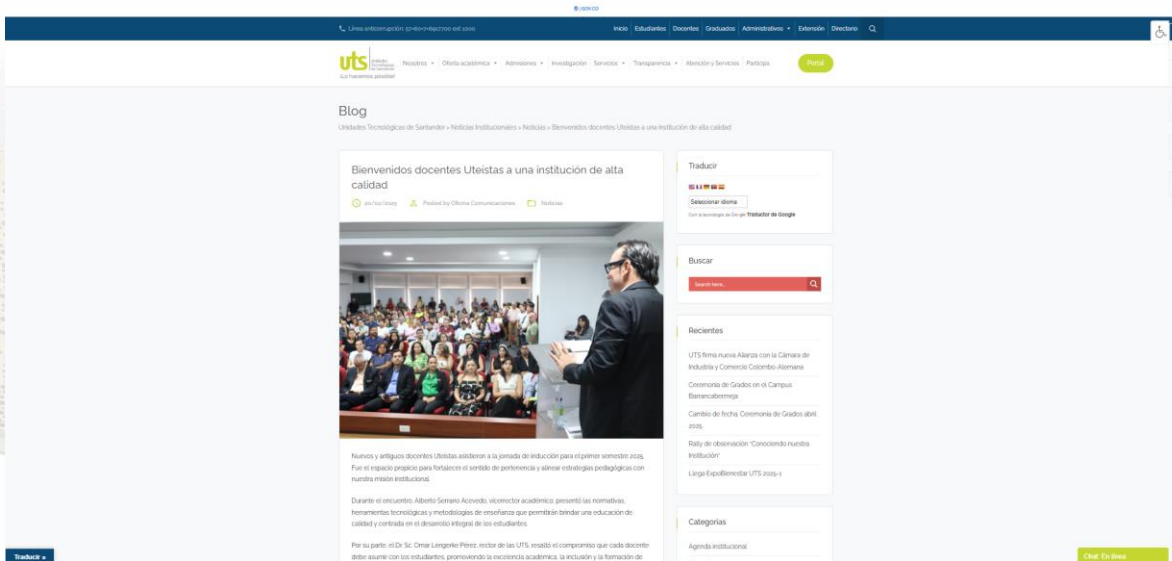 GOV.CO
Línea anticorrupción: 57+60+7+6917700 ext 1000
Inicio Estudiantes Docentes Graduados Administrativos Extensión Directorio
uts
¡Lo hacemos posible!
Nosotros Oferta académica Admisiones Investigación Servicios Transparencia Atención y Servicios Participa
Portal
Blog
Unidades Tecnológicas de Santander » Noticias Institucionales » Noticias » Bienvenidos docentes Uteístas a una institución de alta calidad
Bienvenidos docentes Uteístas a una institución de alta
calidad
Posted by Oficina Comunicaciones Noticias
Nuevos y antiguos docentes Uteístas asistieron a la jornada de inducción para el primer semestre 2025.
Fue el espacio propicio para fortalecer el sentido de pertenencia y alinear estrategias pedagógicas con
nuestra misión institucional.
Durante el encuentro, Alberto Serrano Acevedo, vicerrector académico, presentó las normativas,
herramientas tecnológicas y metodologías de enseñanza que permitirán brindar una educación de
calidad y centrada en el desarrollo integral de los estudiantes.
Por su parte, el Dr. Sc. Omar Lengerke Pérez, rector de las UTS, resaltó el compromiso que cada docente
debe asumir con los estudiantes, promoviendo la excelencia académica, la inclusión y la formación de
Traducir
Seleccionar idioma
Con la tecnología de Google Traductor de Google
Buscar
Search here...
Recientes
UTS firma nueva Alianza con la Cámara de
Industria y Comercio Colombo-Alemana
Ceremonia de Grados en el Campus
Barrancabermeja
Cambio de fecha: Ceremonia de Grados abril
2025
Rally de observación "Conociendo nuestra
Institución"
Llega ExpoBienestar UTS 2025-1
Categorías
Agenda institucional
Traducir »
Chat: En línea